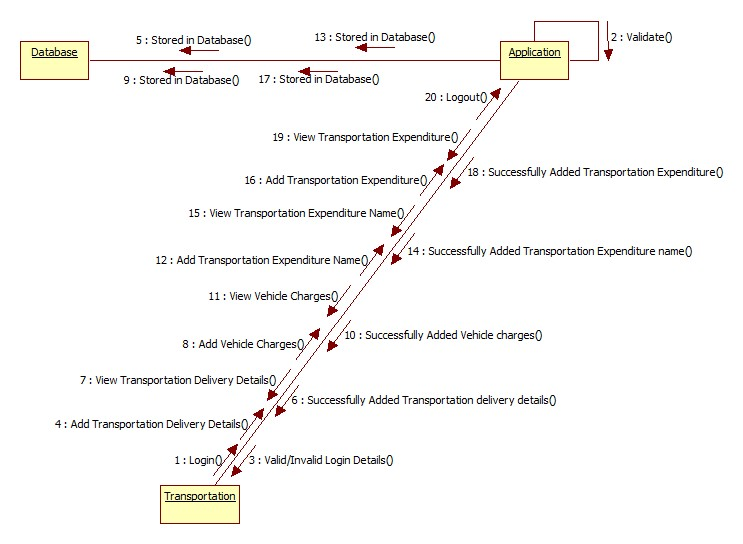 13 : Stored in Database()
2 : Validate()
5 : Stored in Database()
Database
Application
9 : Stored in Database()
17 : Stored in Database()
20 : Logout()
19 : View Transportation Expenditure()
18 : Successfully Added Transportation Expenditure()
16 : Add Transportation Expenditure()
15 : View Transportation Expenditure Name()
14 : Successfully Added Transportation Expenditure name()
12 : Add Transportation Expenditure Name()
11 : View Vehicle Charges()
10 : Successfully Added Vehicle charges()
8 : Add Vehicle Charges()
7 : View Transportation Delivery Details()
6 : Successfully Added Transportation delivery details()
4 : Add Transportation Delivery Details()
1 : Login()
3 : Valid/Invalid Login Details()
Transportation